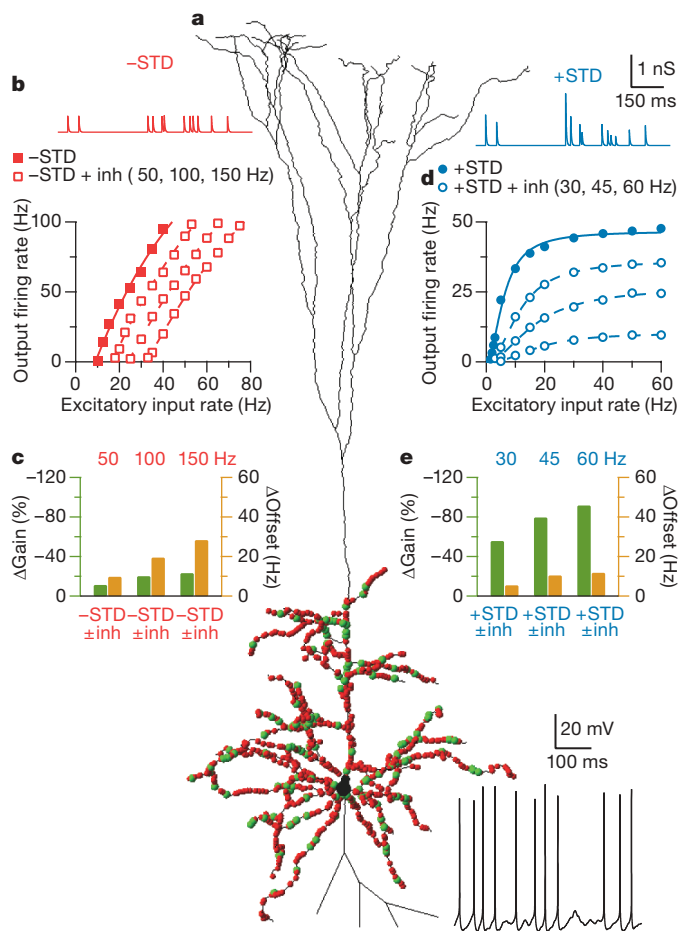 a
b
–STD
–STD
–STD + inh ( 50, 100, 150 Hz)
Output firing rate (Hz)
100
50
0
0 20 40 60 80
Excitatory input rate (Hz)
+STD
1 nS
150 ms
d
+STD
+STD + inh (30, 45, 60 Hz)
Output firing rate (Hz)
50
25
0
0 10 20 30 40 50 60
Excitatory input rate (Hz)
c
50 100 150 Hz
ΔGain (%)
–120
–80
–40
0
60
40
20
0
ΔOffset (Hz)
–STD –STD –STD
±inh ±inh ±inh
e
30 45 60 Hz
ΔGain (%)
–120
–80
–40
0
60
40
20
0
ΔOffset (Hz)
+STD +STD +STD
±inh ±inh ±inh
20 mV
100 ms